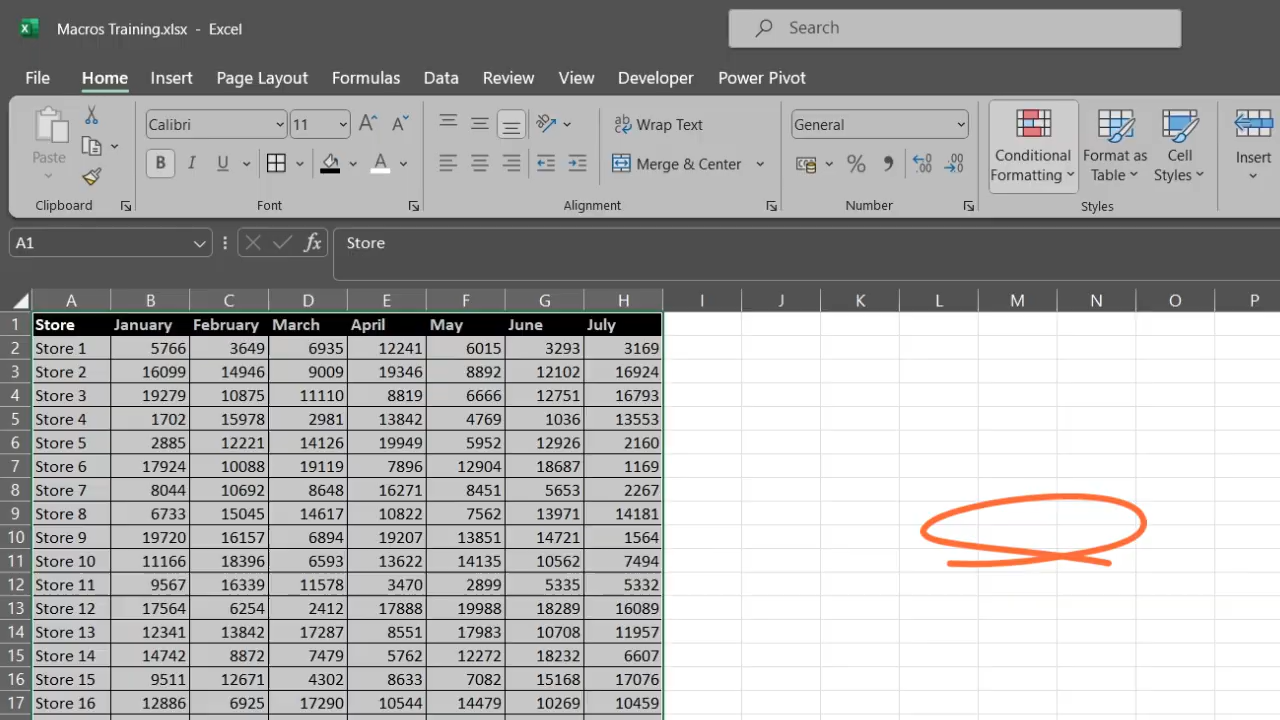 Macros Training.xlsx - Excel
Search
File Home Insert Page Layout Formulas Data Review View Developer Power Pivot
Paste
Clipboard
Calibri 11
B I U A
Font
Wrap Text
Merge & Center
Alignment
General
% 9 .00 .00
Number
Conditional Formatting
Format as Table
Cell Styles
Styles
Insert
A1 fx Store
A B C D E F G H I J K L M N O P
1 Store January February March April May June July
2 Store 1 5766 3649 6935 12241 6015 3293 3169
3 Store 2 16099 14946 9009 19346 8892 12102 16924
4 Store 3 19279 10875 11110 8819 6666 12751 16793
5 Store 4 1702 15978 2981 13842 4769 1036 13553
6 Store 5 2885 12221 14126 19949 5952 12926 2160
7 Store 6 17924 10088 19119 7896 12904 18687 1169
8 Store 7 8044 10692 8648 16271 8451 5653 2267
9 Store 8 6733 15045 14617 10822 7562 13971 14181
10 Store 9 19720 16157 6894 19207 13851 14721 1564
11 Store 10 11166 18396 6593 13622 14135 10562 7494
12 Store 11 9567 16339 11578 3470 2899 5335 5332
13 Store 12 17564 6254 2412 17888 19988 18289 16089
14 Store 13 12341 13842 17287 8551 17983 10708 11957
15 Store 14 14742 8872 7479 5762 12272 18232 6607
16 Store 15 9511 12671 4302 8633 7082 15168 17076
17 Store 16 12886 6925 17290 10544 14479 10269 10459